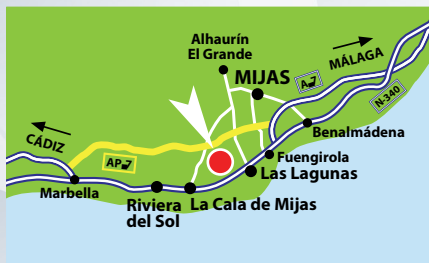 Alhaurín
El Grande
MÁLAGA
MIJAS
A-7
N-340
CÁDIZ
Benalmádena
AP-7
Fuengirola
Las Lagunas
Marbella
Riviera
del Sol
La Cala de Mijas